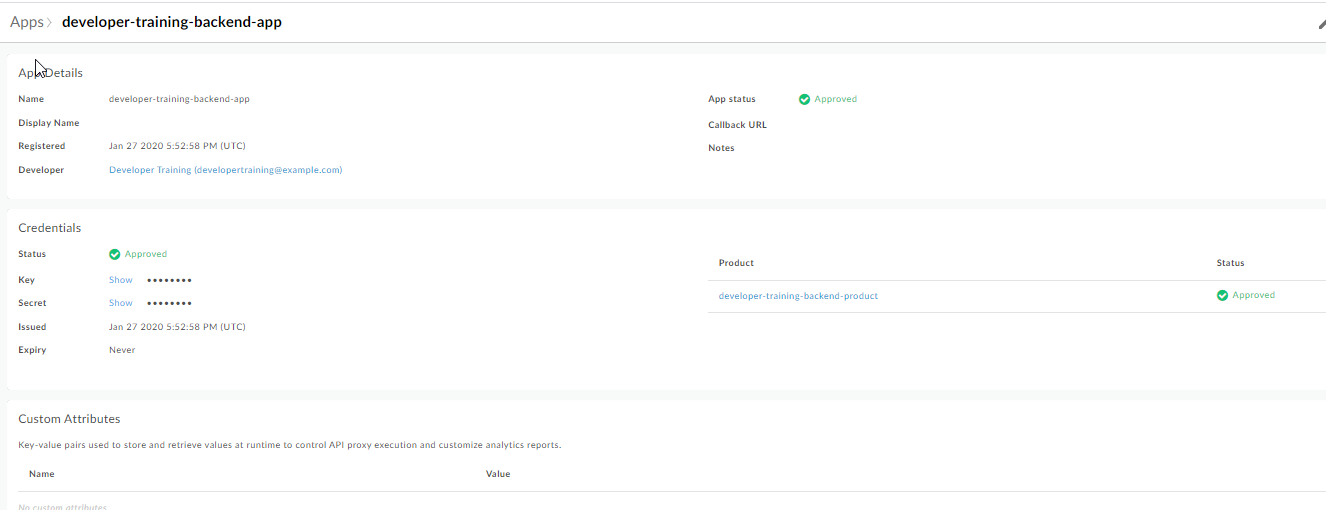 Apps developer-training-backend-app
App Details
Name developer-training-backend-app
Display Name
Registered Jan 27 2020 5:52:58 PM (UTC)
Developer Developer Training (developertraining@example.com)
App status Approved
Callback URL
Notes
Credentials
Status Approved
Key Show ••••••••
Secret Show ••••••••
Issued Jan 27 2020 5:52:58 PM (UTC)
Expiry Never
Product Status
developer-training-backend-product Approved
Custom Attributes
Key-value pairs used to store and retrieve values at runtime to control API proxy execution and customize analytics reports.
Name Value
No custom attributes